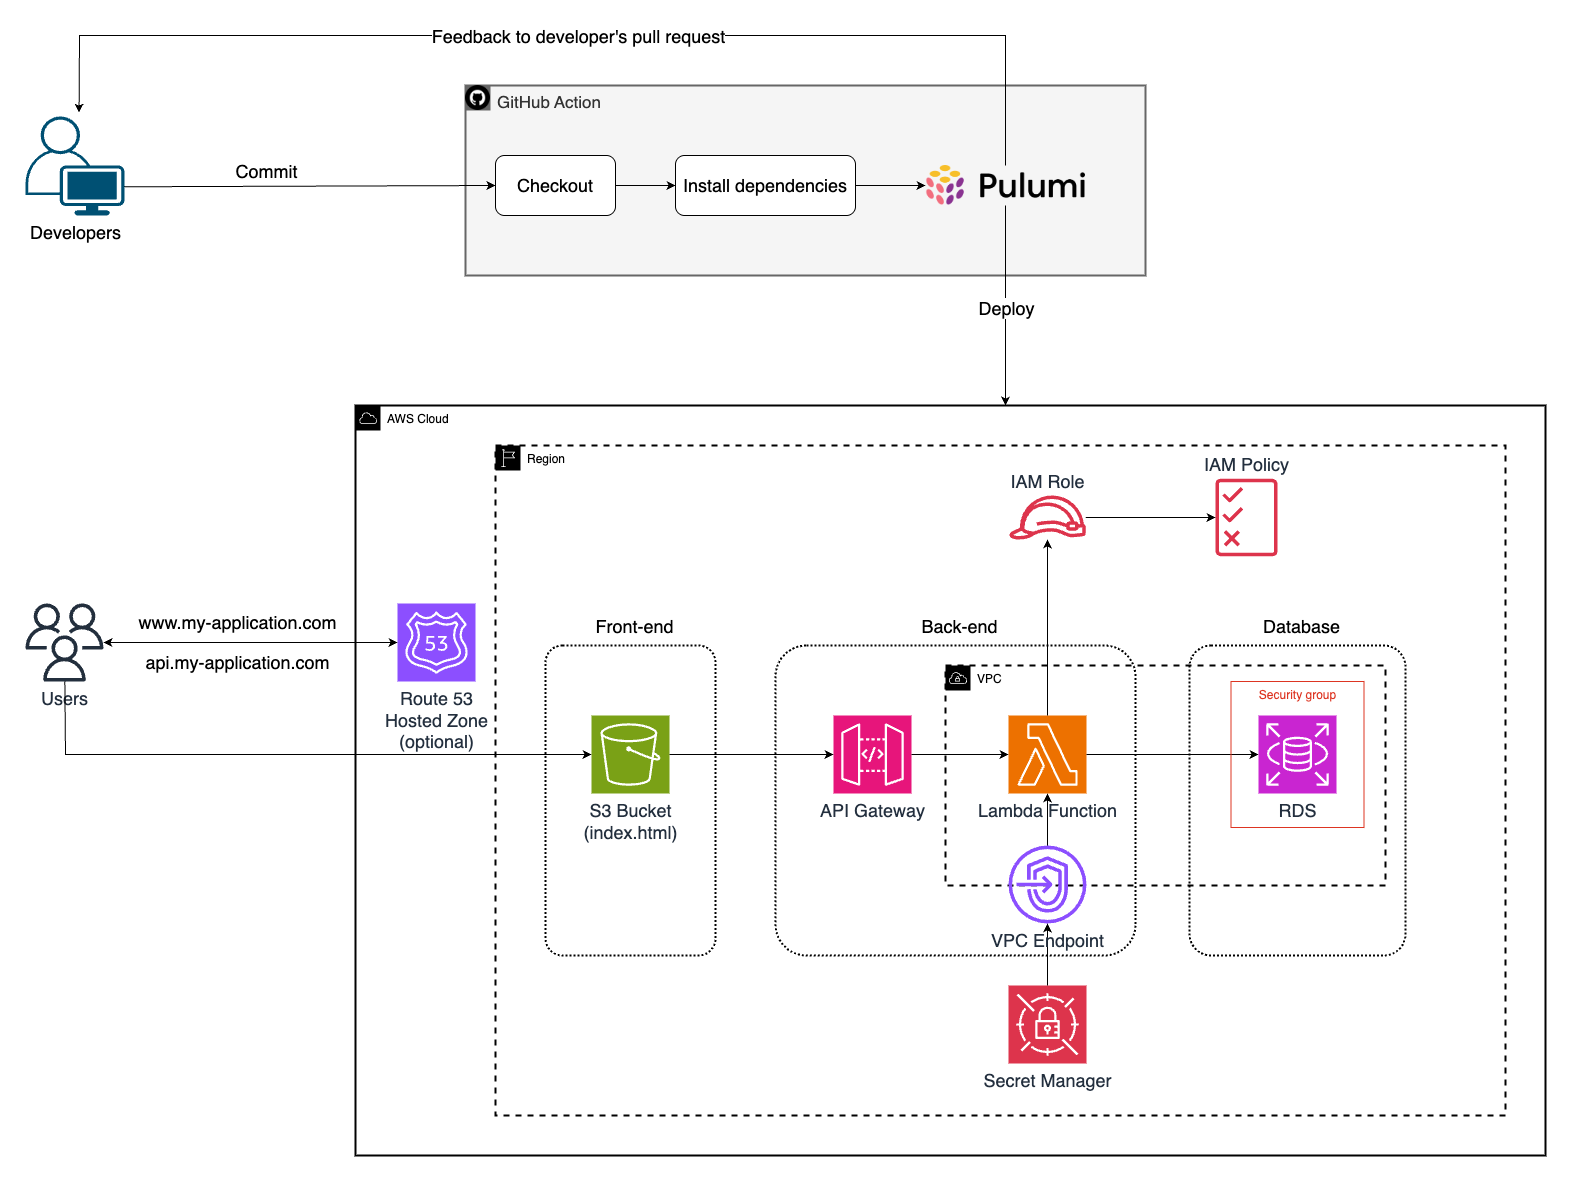 Feedback to developer's pull request
GitHub Action
Commit
Checkout
Install dependencies
Pulumi
Developers
Deploy
AWS Cloud
Region
IAM Role
IAM Policy
www.my-application.com
api.my-application.com
Users
53
Route 53
Hosted Zone
(optional)
Front-end
Back-end
Database
VPC
Security group
S3 Bucket
(index.html)
API Gateway
Lambda Function
RDS
VPC Endpoint
Secret Manager